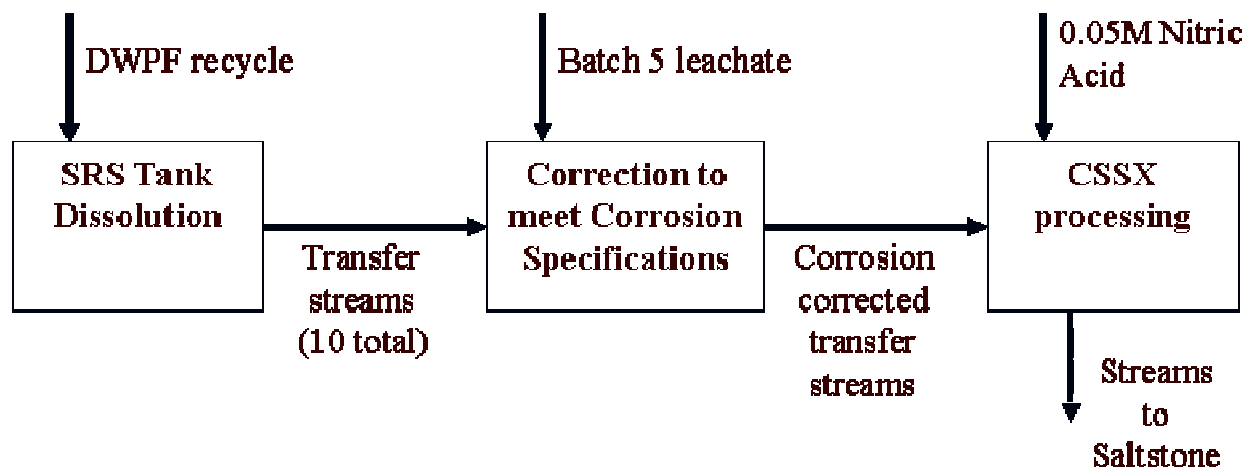 DWPF recycle
Batch 5 leachate
0.05M Nitric
Acid
SRS Tank
Dissolution
Correction to
meet Corrosion
Specifications
CSSX
processing
Transfer
streams
(10 total)
Corrosion
corrected
transfer
streams
Streams
to
Saltstone